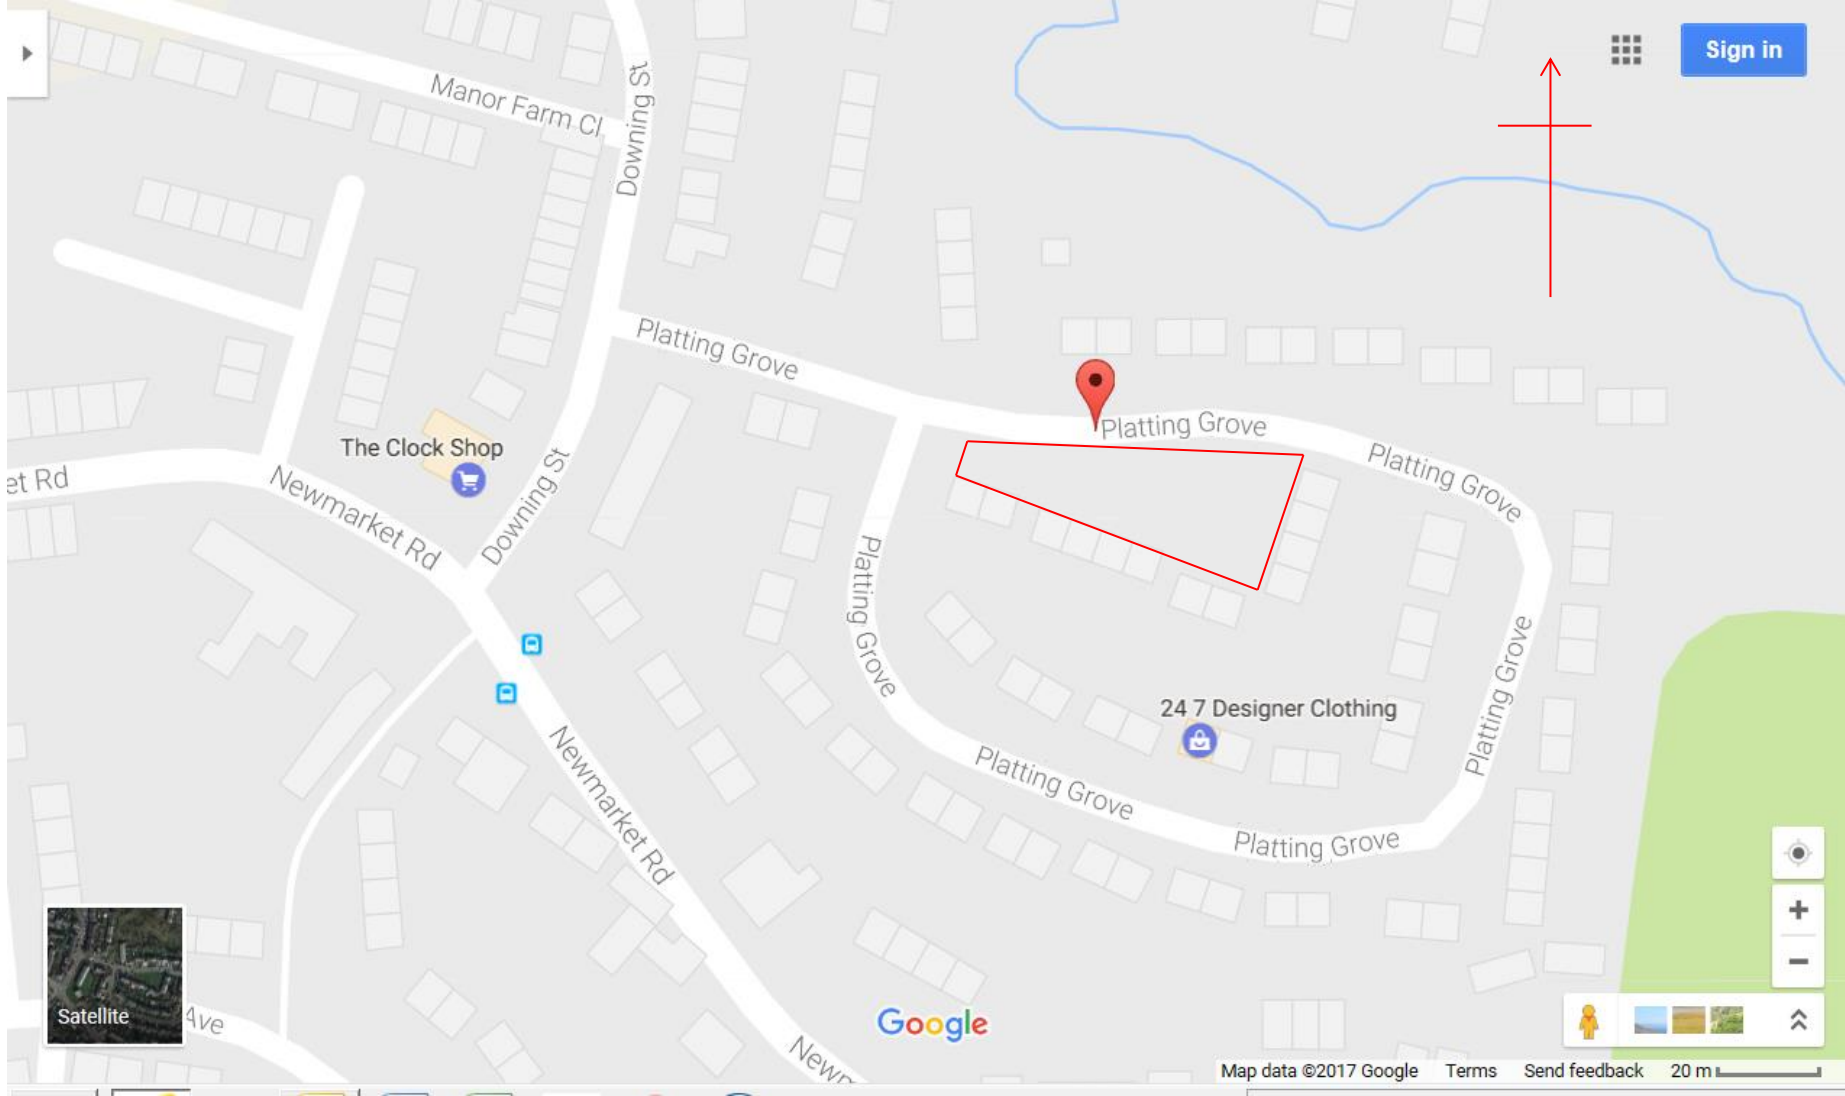 Sign in
Manor Farm Cl
Downing St
Platting Grove
Platting Grove
Platting Grove
The Clock Shop
et Rd
Newmarket Rd
Downing St
Platting Grove
Platting Grove
24 7 Designer Clothing
Newmarket Rd
Platting Grove
Platting Grove
Satellite
Ave
Google
Newm
Map data ©2017 Google Terms Send feedback 20 m